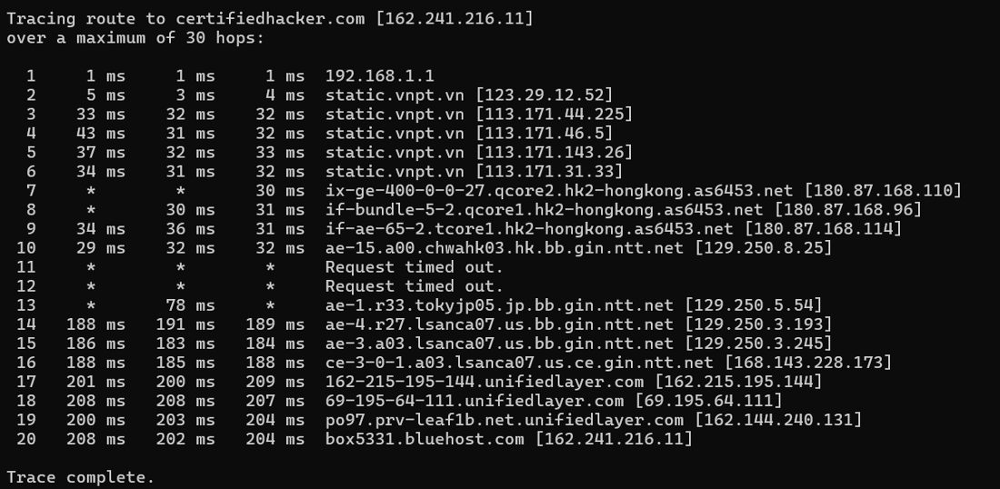 Tracing route to certifiedhacker.com [162.241.216.11]
over a maximum of 30 hops:
1 1 ms 1 ms 1 ms 192.168.1.1
2 5 ms 3 ms 4 ms static.vnpt.vn [123.29.12.52]
3 33 ms 32 ms 32 ms static.vnpt.vn [113.171.44.225]
4 43 ms 31 ms 32 ms static.vnpt.vn [113.171.46.5]
5 37 ms 32 ms 33 ms static.vnpt.vn [113.171.143.26]
6 34 ms 31 ms 32 ms static.vnpt.vn [113.171.31.33]
7 * * 30 ms ix-ge-400-0-0-27.qcore2.hk2-hongkong.as6453.net [180.87.168.110]
8 * 30 ms 31 ms if-bundle-5-2.qcore1.hk2-hongkong.as6453.net [180.87.168.96]
9 34 ms 36 ms 31 ms if-ae-65-2.tcore1.hk2-hongkong.as6453.net [180.87.168.114]
10 29 ms 32 ms 32 ms ae-15.a00.chwahk03.hk.bb.gin.ntt.net [129.250.8.25]
11 * * * Request timed out.
12 * * * Request timed out.
13 * 78 ms * ae-1.r33.tokyjp05.jp.bb.gin.ntt.net [129.250.5.54]
14 188 ms 191 ms 189 ms ae-4.r27.lsanca07.us.bb.gin.ntt.net [129.250.3.193]
15 186 ms 183 ms 184 ms ae-3.a03.lsanca07.us.bb.gin.ntt.net [129.250.3.245]
16 188 ms 185 ms 188 ms ce-3-0-1.a03.lsanca07.us.ce.gin.ntt.net [168.143.228.173]
17 201 ms 200 ms 209 ms 162-215-195-144.unifiedlayer.com [162.215.195.144]
18 208 ms 208 ms 207 ms 69-195-64-111.unifiedlayer.com [69.195.64.111]
19 200 ms 203 ms 204 ms po97.prv-leaf1b.net.unifiedlayer.com [162.144.240.131]
20 208 ms 202 ms 204 ms box5331.bluehost.com [162.241.216.11]
Trace complete.